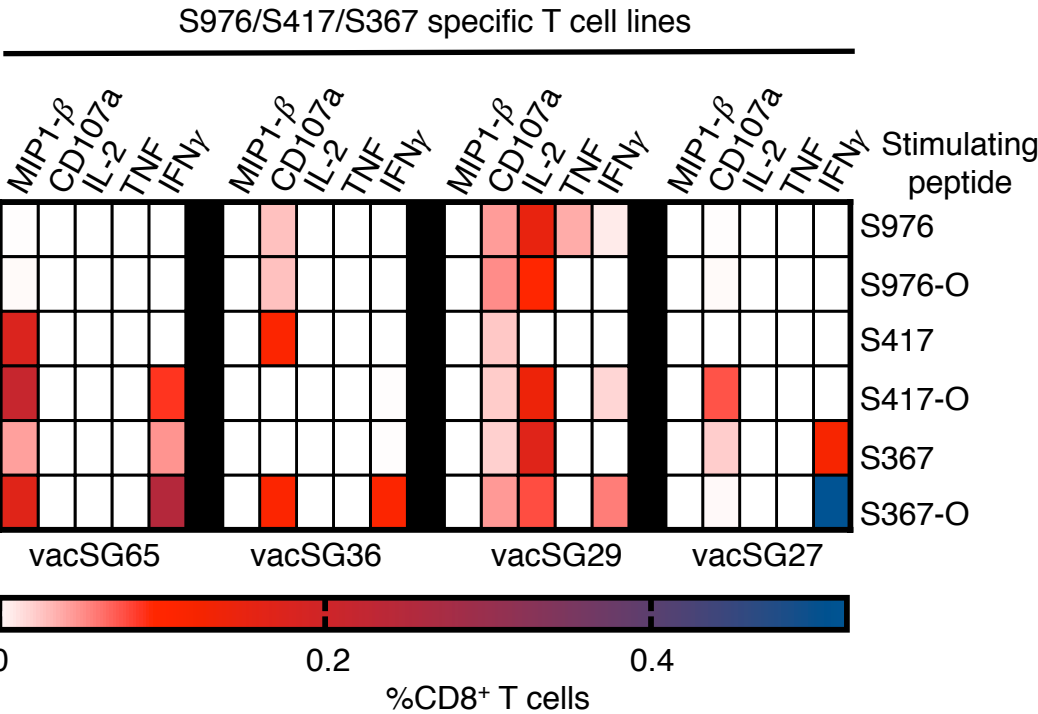 S976/S417/S367 specific T cell lines
MIP1-β CD107a IL-2 TNF IFNγ MIP1-β CD107a IL-2 TNF IFNγ MIP1-β CD107a IL-2 TNF IFNγ MIP1-β CD107a IL-2 TNF IFNγ
Stimulating
peptide
S976
S976-O
S417
S417-O
S367
S367-O
vacSG65 vacSG36 vacSG29 vacSG27
0 0.2 0.4
%CD8⁺ T cells